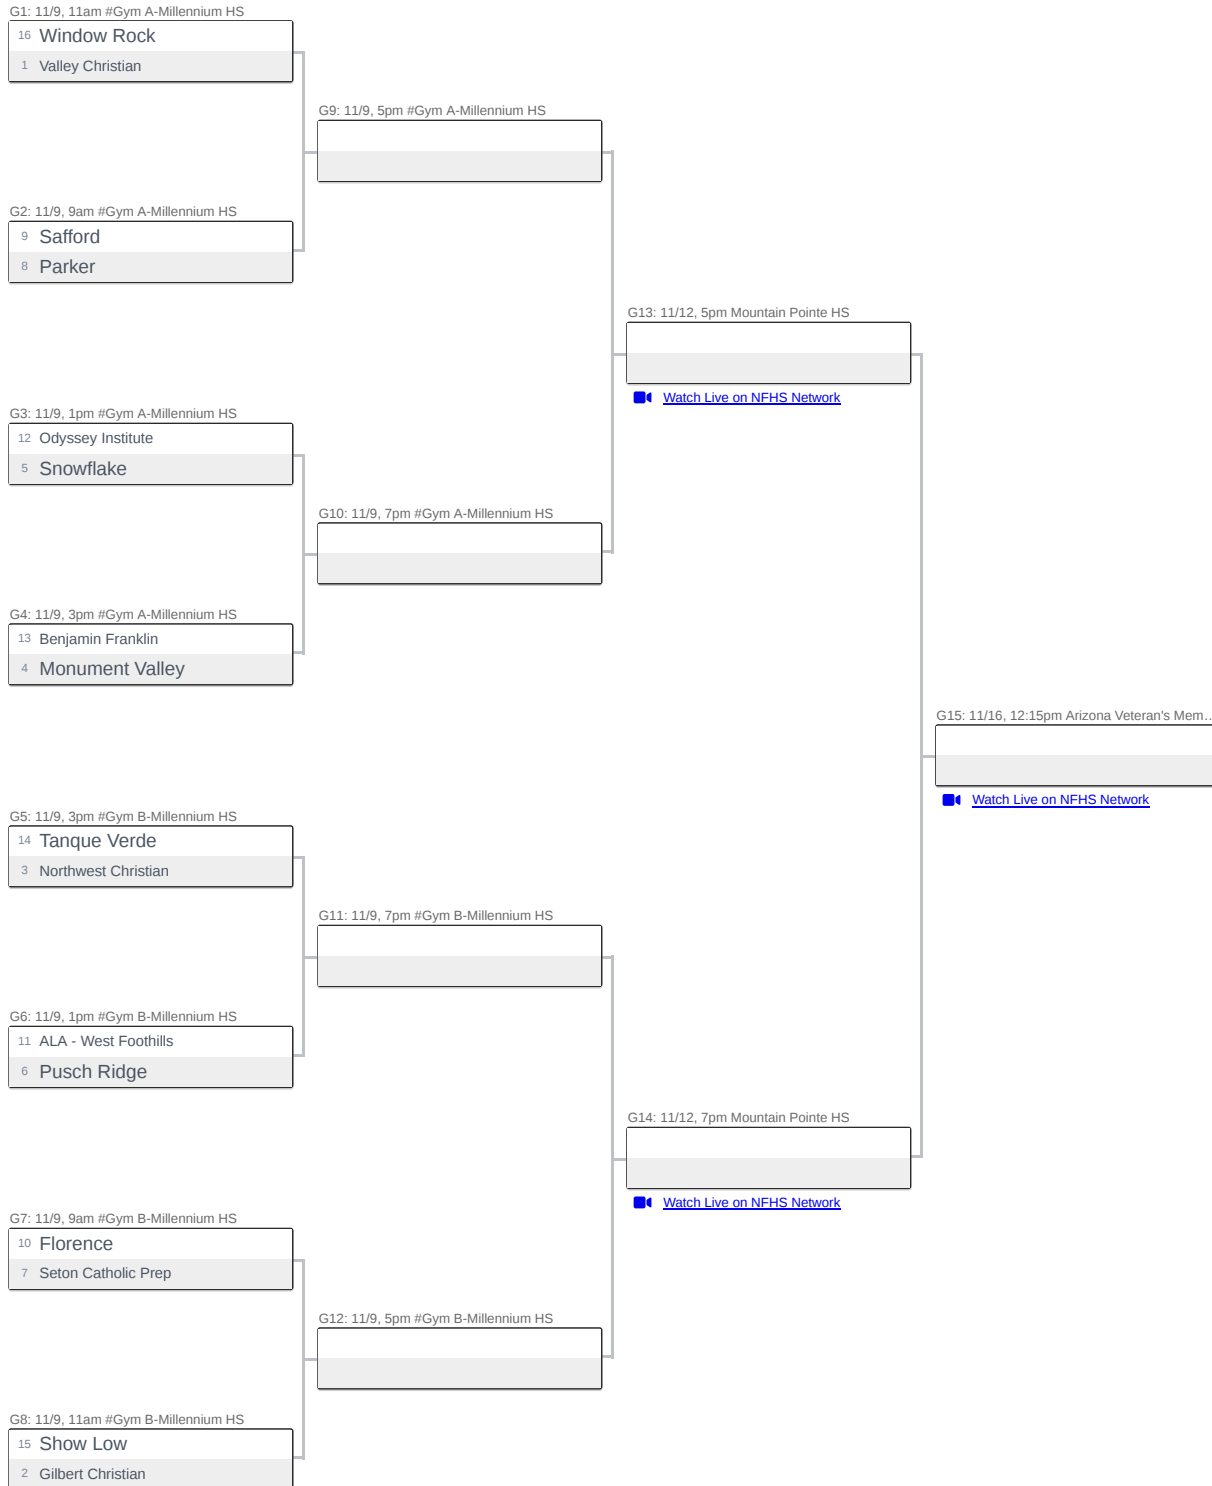 G1: 11/9, 11am #Gym A-Millennium HS
16 Window Rock
1 Valley Christian
G9: 11/9, 5pm #Gym A-Millennium HS
G2: 11/9, 9am #Gym A-Millennium HS
9 Safford
8 Parker
G13: 11/12, 5pm Mountain Pointe HS
Watch Live on NFHS Network
G3: 11/9, 1pm #Gym A-Millennium HS
12 Odyssey Institute
5 Snowflake
G10: 11/9, 7pm #Gym A-Millennium HS
G4: 11/9, 3pm #Gym A-Millennium HS
13 Benjamin Franklin
4 Monument Valley
G15: 11/16, 12:15pm Arizona Veteran's Mem...
Watch Live on NFHS Network
G5: 11/9, 3pm #Gym B-Millennium HS
14 Tanque Verde
3 Northwest Christian
G11: 11/9, 7pm #Gym B-Millennium HS
G6: 11/9, 1pm #Gym B-Millennium HS
11 ALA - West Foothills
6 Pusch Ridge
G14: 11/12, 7pm Mountain Pointe HS
Watch Live on NFHS Network
G7: 11/9, 9am #Gym B-Millennium HS
10 Florence
7 Seton Catholic Prep
G12: 11/9, 5pm #Gym B-Millennium HS
G8: 11/9, 11am #Gym B-Millennium HS
15 Show Low
2 Gilbert Christian